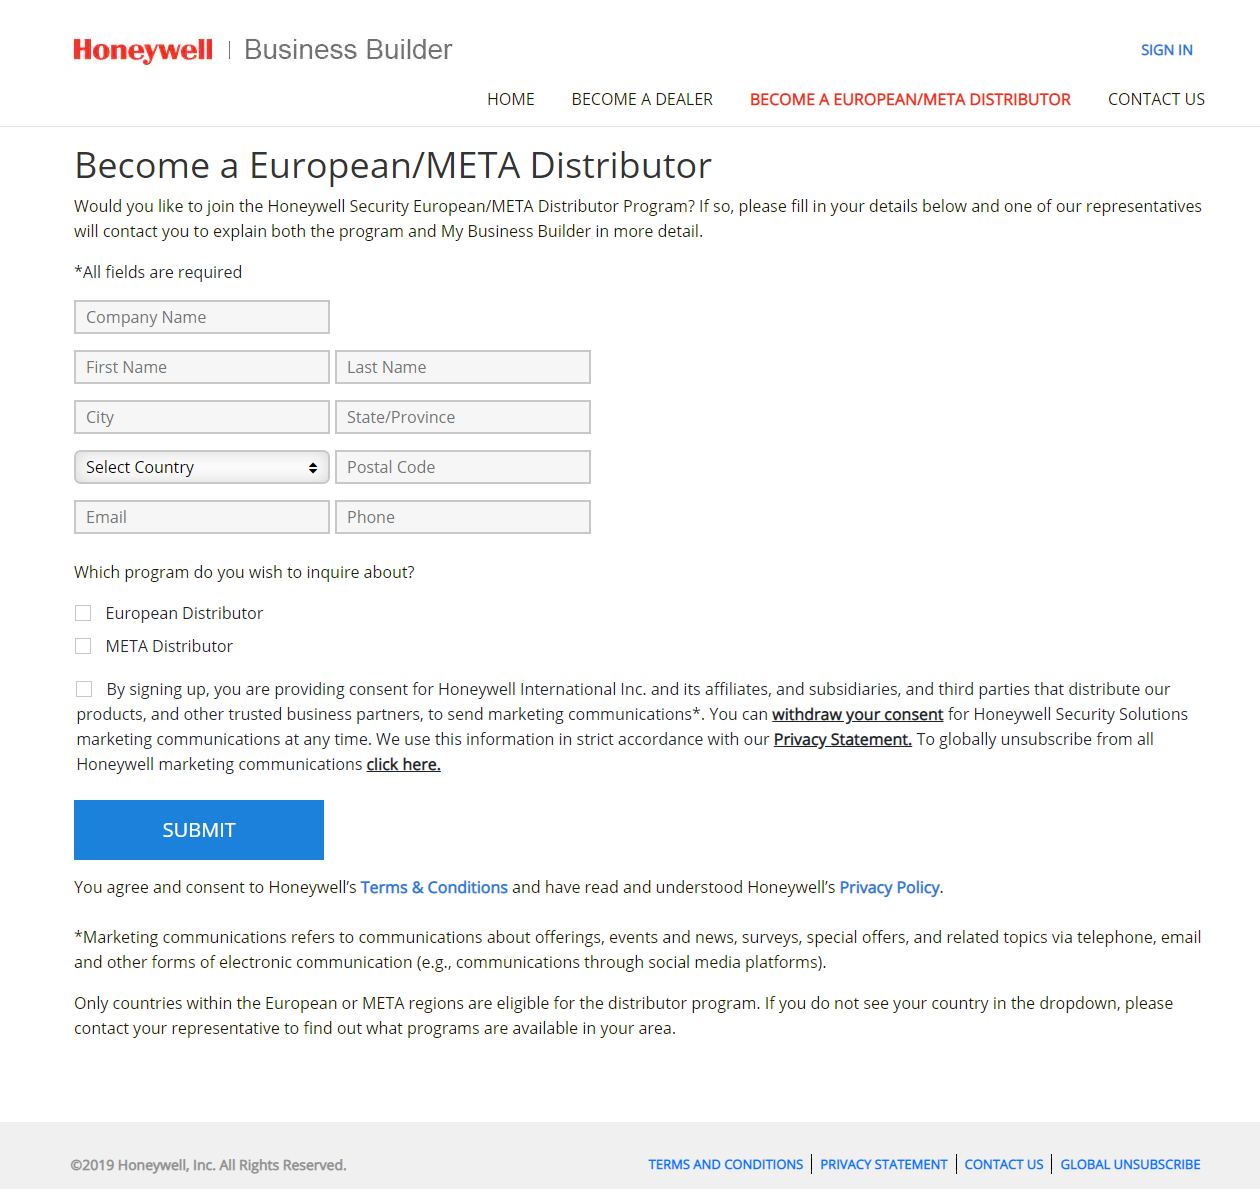 Honeywell | Business Builder
SIGN IN
HOME BECOME A DEALER BECOME A EUROPEAN/META DISTRIBUTOR CONTACT US
Become a European/META Distributor
Would you like to join the Honeywell Security European/META Distributor Program? If so, please fill in your details below and one of our representatives
will contact you to explain both the program and My Business Builder in more detail.
*All fields are required
Company Name
First Name Last Name
City State/Province
Select Country Postal Code
Email Phone
Which program do you wish to inquire about?
European Distributor
META Distributor
By signing up, you are providing consent for Honeywell International Inc. and its affiliates, and subsidiaries, and third parties that distribute our
products, and other trusted business partners, to send marketing communications*. You can withdraw your consent for Honeywell Security Solutions
marketing communications at any time. We use this information in strict accordance with our Privacy Statement. To globally unsubscribe from all
Honeywell marketing communications click here.
SUBMIT
You agree and consent to Honeywell’s Terms & Conditions and have read and understood Honeywell’s Privacy Policy.
*Marketing communications refers to communications about offerings, events and news, surveys, special offers, and related topics via telephone, email
and other forms of electronic communication (e.g., communications through social media platforms).
Only countries within the European or META regions are eligible for the distributor program. If you do not see your country in the dropdown, please
contact your representative to find out what programs are available in your area.
©2019 Honeywell, Inc. All Rights Reserved.
TERMS AND CONDITIONS | PRIVACY STATEMENT | CONTACT US | GLOBAL UNSUBSCRIBE